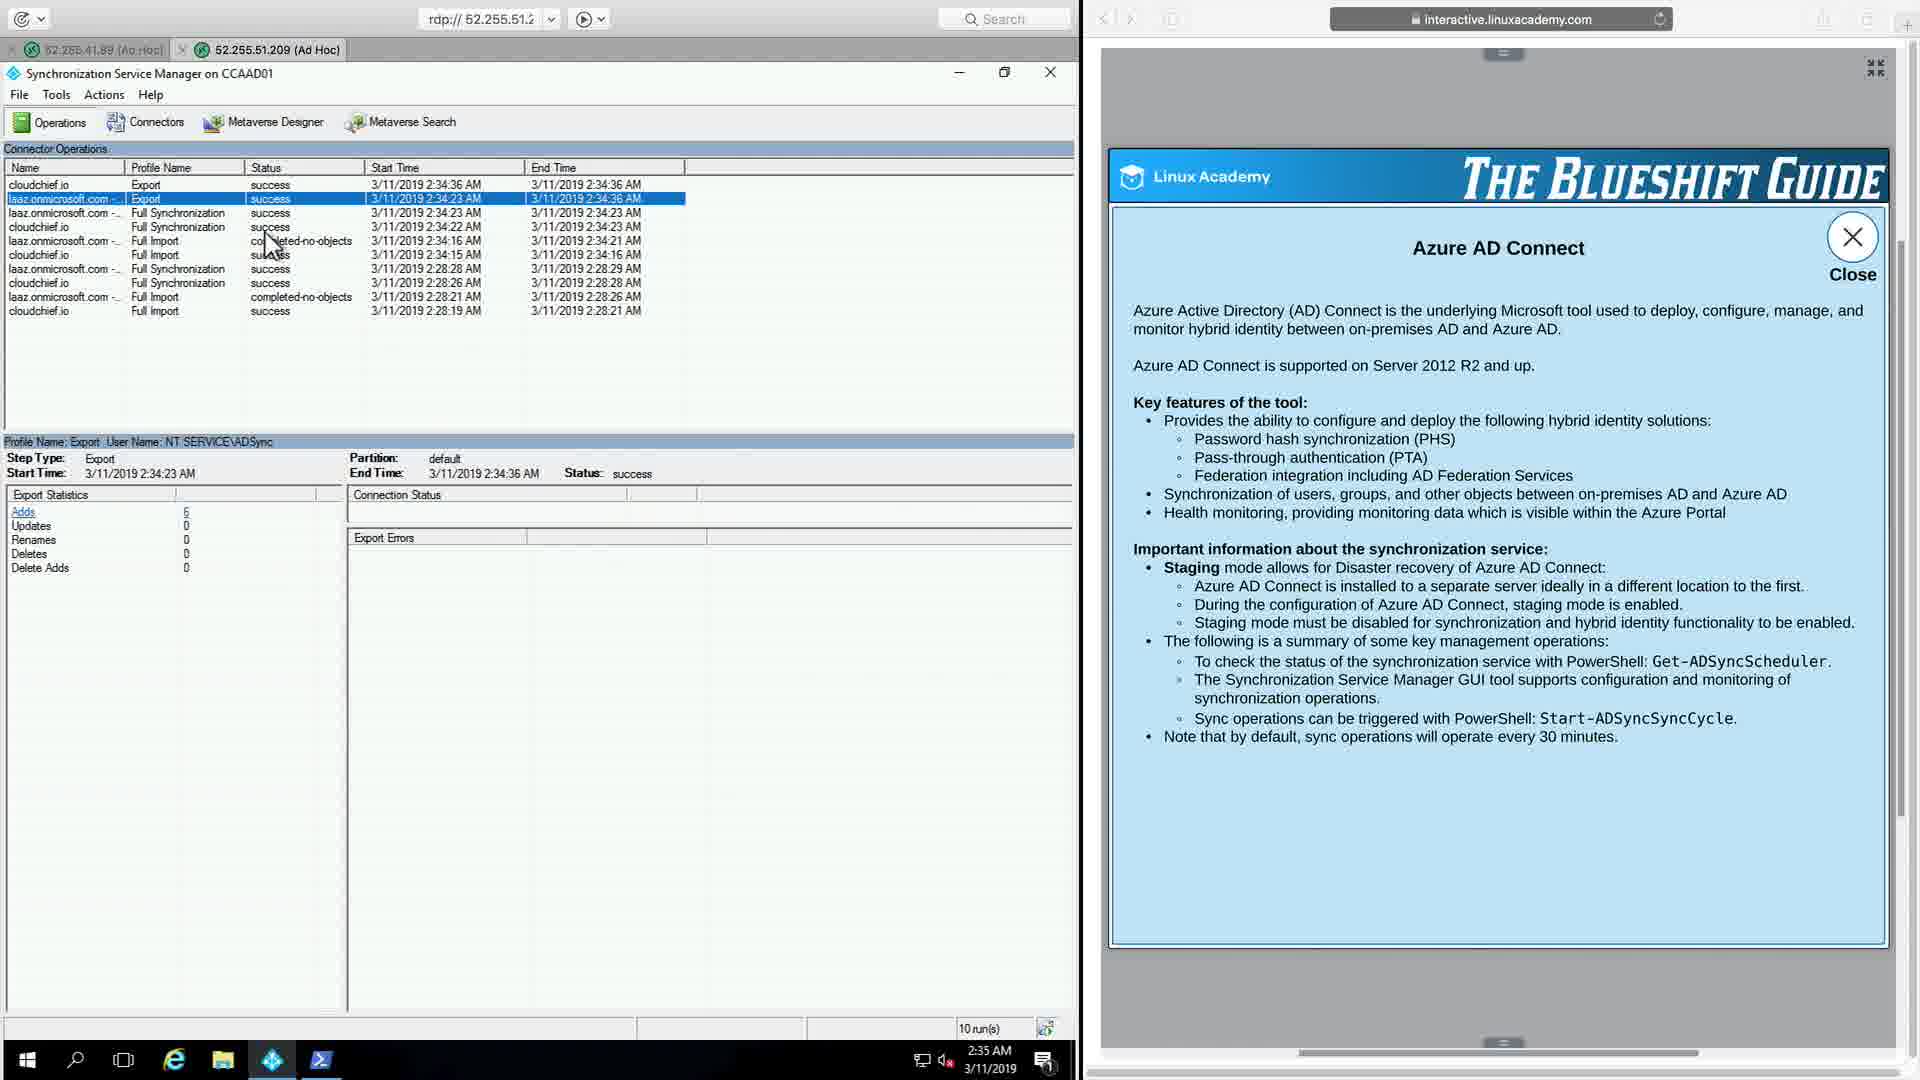 rdp:// 52.255.51.2
Search
52.255.41.89 (Ad Hoc)
52.255.51.209 (Ad Hoc)
Synchronization Service Manager on CCAAD01
File Tools Actions Help
Operations Connectors Metaverse Designer Metaverse Search
Connector Operations
Name Profile Name Status Start Time End Time
cloudchief.io Export success 3/11/2019 2:34:36 AM 3/11/2019 2:34:36 AM
laaz.onmicrosoft.com -... Export success 3/11/2019 2:34:23 AM 3/11/2019 2:34:36 AM
laaz.onmicrosoft.com -... Full Synchronization success 3/11/2019 2:34:23 AM 3/11/2019 2:34:23 AM
cloudchief.io Full Synchronization success 3/11/2019 2:34:22 AM 3/11/2019 2:34:23 AM
laaz.onmicrosoft.com -... Full Import completed-no-objects 3/11/2019 2:34:16 AM 3/11/2019 2:34:21 AM
cloudchief.io Full Import success 3/11/2019 2:34:15 AM 3/11/2019 2:34:16 AM
laaz.onmicrosoft.com -... Full Synchronization success 3/11/2019 2:28:28 AM 3/11/2019 2:28:29 AM
cloudchief.io Full Synchronization success 3/11/2019 2:28:26 AM 3/11/2019 2:28:28 AM
laaz.onmicrosoft.com -... Full Import completed-no-objects 3/11/2019 2:28:21 AM 3/11/2019 2:28:26 AM
cloudchief.io Full Import success 3/11/2019 2:28:19 AM 3/11/2019 2:28:21 AM
Profile Name: Export User Name: NT SERVICE\ADSync
Step Type: Export Partition: default
Start Time: 3/11/2019 2:34:23 AM End Time: 3/11/2019 2:34:36 AM Status: success
Export Statistics
Adds 6
Updates 0
Renames 0
Deletes 0
Delete Adds 0
Connection Status
Export Errors
10 run(s)
2:35 AM
3/11/2019
1
interactive.linuxacademy.com
Linux Academy
THE BLUESHIFT GUIDE
Azure AD Connect
Close
Azure Active Directory (AD) Connect is the underlying Microsoft tool used to deploy, configure, manage, and
monitor hybrid identity between on-premises AD and Azure AD.
Azure AD Connect is supported on Server 2012 R2 and up.
Key features of the tool:
• Provides the ability to configure and deploy the following hybrid identity solutions:
◦ Password hash synchronization (PHS)
◦ Pass-through authentication (PTA)
◦ Federation integration including AD Federation Services
• Synchronization of users, groups, and other objects between on-premises AD and Azure AD
• Health monitoring, providing monitoring data which is visible within the Azure Portal
Important information about the synchronization service:
• Staging mode allows for Disaster recovery of Azure AD Connect:
◦ Azure AD Connect is installed to a separate server ideally in a different location to the first.
◦ During the configuration of Azure AD Connect, staging mode is enabled.
◦ Staging mode must be disabled for synchronization and hybrid identity functionality to be enabled.
• The following is a summary of some key management operations:
◦ To check the status of the synchronization service with PowerShell: Get-ADSyncScheduler.
◦ The Synchronization Service Manager GUI tool supports configuration and monitoring of
synchronization operations.
◦ Sync operations can be triggered with PowerShell: Start-ADSyncSyncCycle.
• Note that by default, sync operations will operate every 30 minutes.